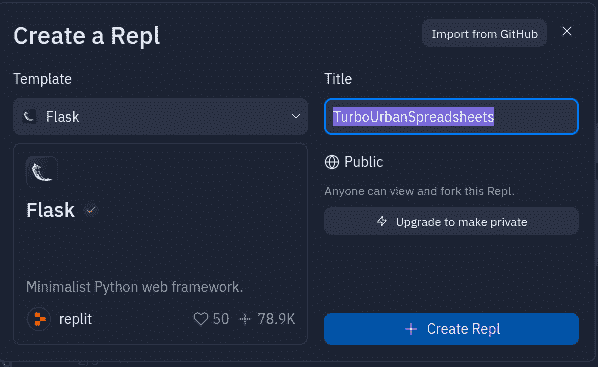 Create a Repl
Import from GitHub
Template
Flask
Flask
Minimalist Python web framework.
replit
50
78.9K
Title
TurboUrbanSpreadsheets
Public
Anyone can view and fork this Repl.
Upgrade to make private
Create Repl